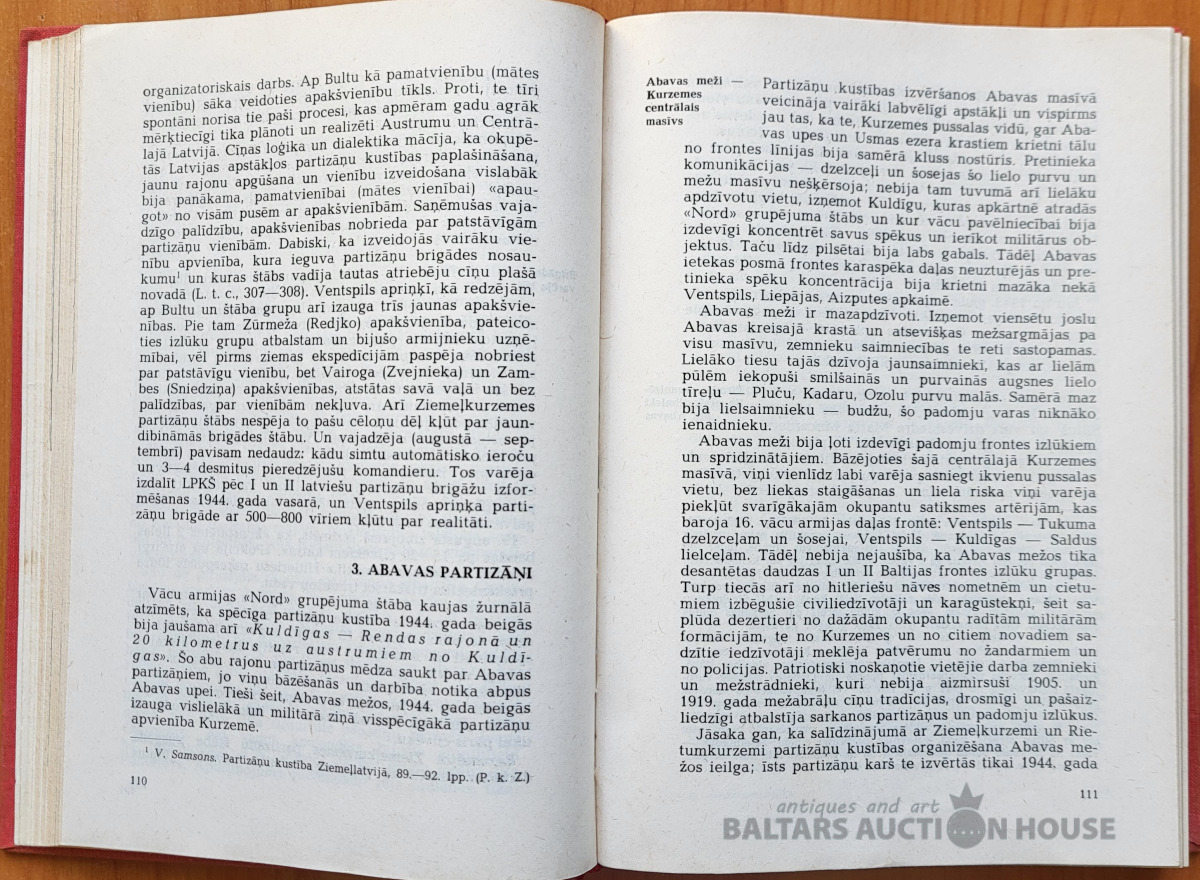 organizatoriskais darbs. Ap Bultu kā pamatvienību (mātes
vienību) sāka veidoties apakšvienību tīkls. Proti, te tīri
spontāni norisa tie paši procesi, kas apmēram gadu agrāk
mērķtiecīgi tika plānoti un realizēti Austrumu un Centrā-
lajā Latvijā. Cīņas loģika un dialektika mācīja, ka okupē-
tās Latvijas apstākļos partizāņu kustības paplašināšana,
jaunu rajonu apgūšana un vienību izveidošana vislabāk
bija panākama, pamatvienībai (mātes vienībai) «apau-
got» no visām pusēm ar apakšvienībām. Saņēmušas vaja-
dzīgo palīdzību, apakšvienības nobrieda par patstāvīgām
partizāņu vienībām. Dabiski, ka izveidojās vairāku vie-
nību apvienība, kura ieguva partizāņu brigādes nosau-
kumu¹ un kuras štābs vadīja tautas atriebēju cīņu plašā
novadā (L. t. c., 307—308). Ventspils apriņķī, kā redzējām,
ap Bultu un štāba grupu arī izauga trīs jaunas apakšvie-
nības. Pie tam Zūrmeža (Redjko) apakšvienība, pateico-
ties izlūku grupu atbalstam un bijušo armijnieku uzņē-
mībai, vēl pirms ziemas ekspedīcijām paspēja nobriest
par patstāvīgu vienību, bet Vairoga (Zvejnieka) un Zam-
bes (Sniedziņa) apakšvienības, atstātas savā vaļā un bez
palīdzības, par vienībām nekļuva. Arī Ziemeļkurzemes
partizāņu štābs nespēja to pašu cēloņu dēļ kļūt par jaun-
dibināmās brigādes štābu. Un vajadzēja (augustā — sep-
tembrī) pavisam nedaudz: kādu simtu automātisko ieroču
un 3—4 desmitus pieredzējušu komandieru. Tos varēja
izdalīt LPKŠ pēc I un II latviešu partizāņu brigāžu izfor-
mēšanas 1944. gada vasarā, un Ventspils apriņķa parti-
zāņu brigāde ar 500—800 vīriem kļūtu par realitāti.
3. ABAVAS PARTIZĀŅI
Vācu armijas «Nord» grupējuma štāba kaujas žurnālā
atzīmēts, ka spēcīga partizāņu kustība 1944. gada beigās
bija jaušama arī «Kuldīgas — Rendas rajonā un
20 kilometrus uz austrumiem no Kuldī-
gas». Šo abu rajonu partizāņus mēdza saukt par Abavas
partizāņiem, jo viņu bāzēšanās un darbība notika abpus
Abavas upei. Tieši šeit, Abavas mežos, 1944. gada beigās
izauga vislielākā un militārā ziņā visspēcīgākā partizāņu
apvienība Kurzemē.
¹ V. Samsons. Partizāņu kustība Ziemeļlatvijā, 89.—92. lpp. (P. k. Z.)
110
Abavas meži —
Kurzemes
centrālais
masīvs
Partizāņu kustības izvēršanos Abavas masīvā
veicināja vairāki labvēlīgi apstākļi un vispirms
jau tas, ka te, Kurzemes pussalas vidū, gar Aba-
vas upes un Usmas ezera krastiem krietni tālu
no frontes līnijas bija samērā kluss nostūris. Pretinieka
komunikācijas — dzelzceļi un šosejas šo lielo purvu un
mežu masīvu nešķērsoja; nebija tam tuvumā arī lielāku
apdzīvotu vietu, izņemot Kuldīgu, kuras apkārtnē atradās
«Nord» grupējuma štābs un kur vācu pavēlniecībai bija
izdevīgi koncentrēt savus spēkus un ierīkot militārus ob-
jektus. Taču līdz pilsētai bija labs gabals. Tādēļ Abavas
ietekas posmā frontes karaspēka daļas neuzturējās un pre-
tinieka spēku koncentrācija bija krietni mazāka nekā
Ventspils, Liepājas, Aizputes apkaimē.
Abavas meži ir mazapdzīvoti. Izņemot viensētu joslu
Abavas kreisajā krastā un atsevišķas mežsargmājas pa
visu masīvu, zemnieku saimniecības te reti sastopamas.
Lielāko tiesu tajās dzīvoja jaunsaimnieki, kas ar lielām
pūlēm iekopuši smilšainās un purvainās augsnes lielo
tīreļu — Pluču, Kadaru, Ozolu purvu malās. Samērā maz
bija lielsaimnieku — budžu, šo padomju varas niknāko
ienaidnieku.
Abavas meži bija ļoti izdevīgi padomju frontes izlūkiem
un spridzinātājiem. Bāzējoties šajā centrālajā Kurzemes
masīvā, viņi vienlīdz labi varēja sasniegt ikvienu pussalas
vietu, bez liekas staigāšanas un liela riska viņi varēja
piekļūt svarīgākajām okupantu satiksmes artērijām, kas
baroja 16. vācu armijas daļas frontē: Ventspils — Tukuma
dzelzceļam un šosejai, Ventspils — Kuldīgas — Saldus
lielceļam. Tādēļ nebija nejaušība, ka Abavas mežos tika
desantētas daudzas I un II Baltijas frontes izlūku grupas.
Turp tiecās arī no hitleriešu nāves nometnēm un cietu-
miem izbēgušie civiliedzīvotāji un karagūstekņi, šeit sa-
plūda dezertieri no dažādām okupantu radītām militārām
formācijām, te no Kurzemes un no citiem novadiem sa-
dzītie iedzīvotāji meklēja patvērumu no žandarmiem un
no policijas. Patriotiski noskaņotie vietējie darba zemnieki
un mežstrādnieki, kuri nebija aizmirsuši 1905. un
1919. gada mežabrāļu cīņu tradīcijas, drosmīgi un pašaiz-
liedzīgi atbalstīja sarkanos partizāņus un padomju izlūkus.
Jāsaka gan, ka salīdzinājumā ar Ziemeļkurzemi un Rie-
tumkurzemi partizāņu kustības organizēšana Abavas me-
žos ieilga; īsts partizāņu karš te izvērtās tikai 1944. gada
111
antiques and art
BALTARS AUCTION HOUSE